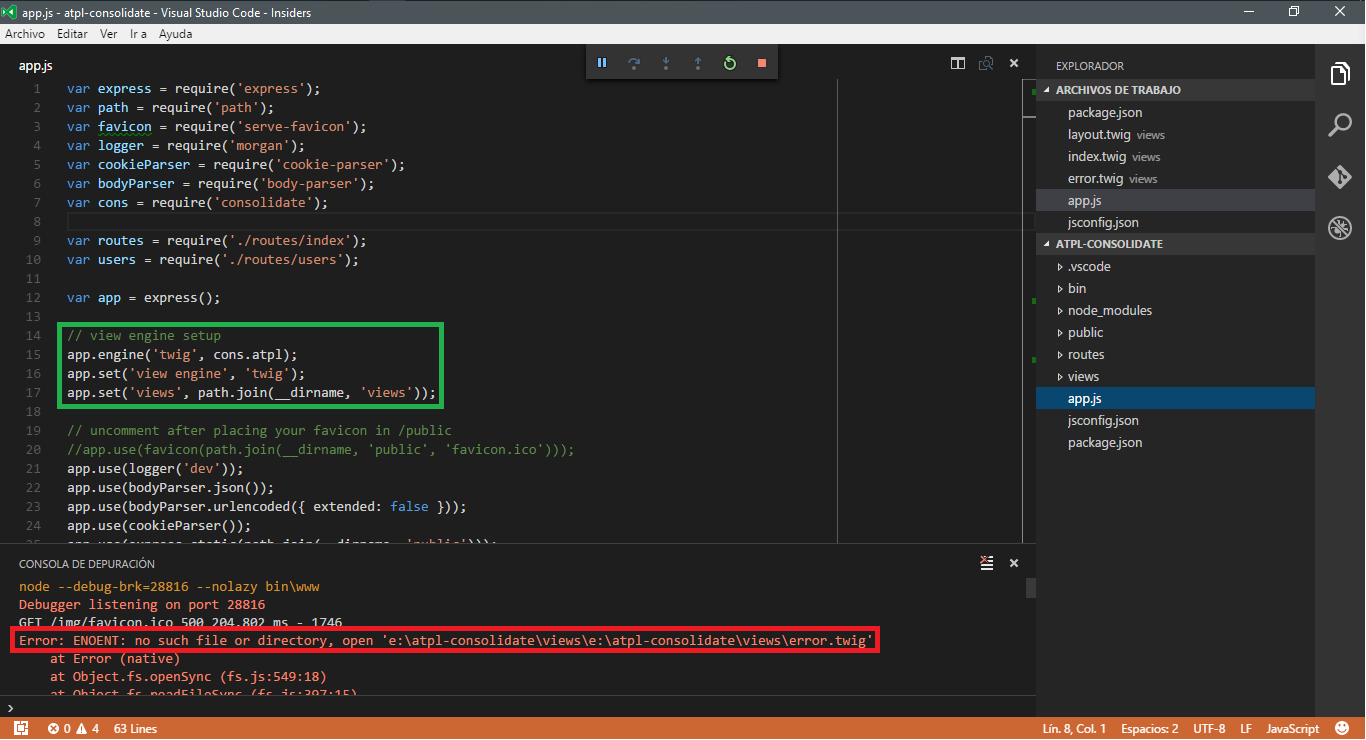 app.js - atpl-consolidate - Visual Studio Code - Insiders
Archivo Editar Ver Ir a Ayuda
app.js
1 var express = require('express');
2 var path = require('path');
3 var favicon = require('serve-favicon');
4 var logger = require('morgan');
5 var cookieParser = require('cookie-parser');
6 var bodyParser = require('body-parser');
7 var cons = require('consolidate');
8
9 var routes = require('./routes/index');
10 var users = require('./routes/users');
11
12 var app = express();
13
14 // view engine setup
15 app.engine('twig', cons.atpl);
16 app.set('view engine', 'twig');
17 app.set('views', path.join(__dirname, 'views'));
18
19 // uncomment after placing your favicon in /public
20 //app.use(favicon(path.join(__dirname, 'public', 'favicon.ico')));
21 app.use(logger('dev'));
22 app.use(bodyParser.json());
23 app.use(bodyParser.urlencoded({ extended: false }));
24 app.use(cookieParser());
25 app.use(express.static(path.join(__dirname, 'public')));
CONSOLA DE DEPURACIÓN
node --debug-brk=28816 --nolazy bin\www
Debugger listening on port 28816
GET /img/favicon.ico 500 204.802 ms - 1746
Error: ENOENT: no such file or directory, open 'e:\atpl-consolidate\views\e:\atpl-consolidate\views\error.twig'
at Error (native)
at Object.fs.openSync (fs.js:549:18)
at Object.fs.readFileSync (fs.js:397:15)
EXPLORADOR
ARCHIVOS DE TRABAJO
package.json
layout.twig views
index.twig views
error.twig views
app.js
jsconfig.json
ATPL-CONSOLIDATE
.vscode
bin
node_modules
public
routes
views
app.js
jsconfig.json
package.json
0 4 63 Lines
Lín. 8, Col. 1 Espacios: 2 UTF-8 LF JavaScript